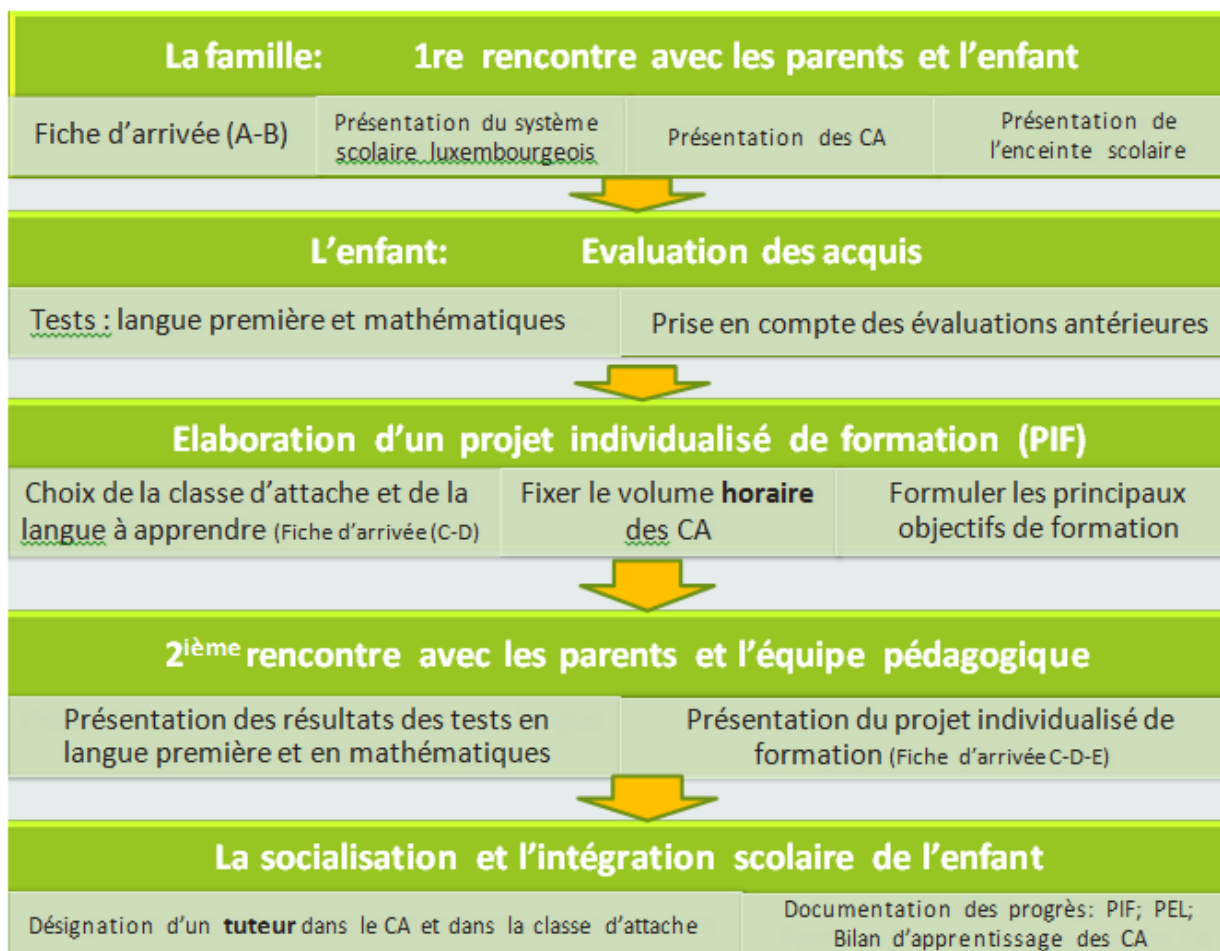 La famille: 1re rencontre avec les parents et l'enfant
Fiche d'arrivée (A-B)
Présentation du système
scolaire luxembourgeois
Présentation des CA
Présentation de
l'enceinte scolaire
L'enfant: Evaluation des acquis
Tests : langue première et mathématiques
Prise en compte des évaluations antérieures
Elaboration d'un projet individualisé de formation (PIF)
Choix de la classe d'attache et de la
langue à apprendre (Fiche d'arrivée (C-D)
Fixer le volume horaire
des CA
Formuler les principaux
objectifs de formation
2ième rencontre avec les parents et l'équipe pédagogique
Présentation des résultats des tests en
langue première et en mathématiques
Présentation du projet individualisé de
formation (Fiche d'arrivée C-D-E)
La socialisation et l'intégration scolaire de l'enfant
Désignation d'un tuteur dans le CA et dans la classe d'attache
Documentation des progrès: PIF; PEL;
Bilan d'apprentissage des CA